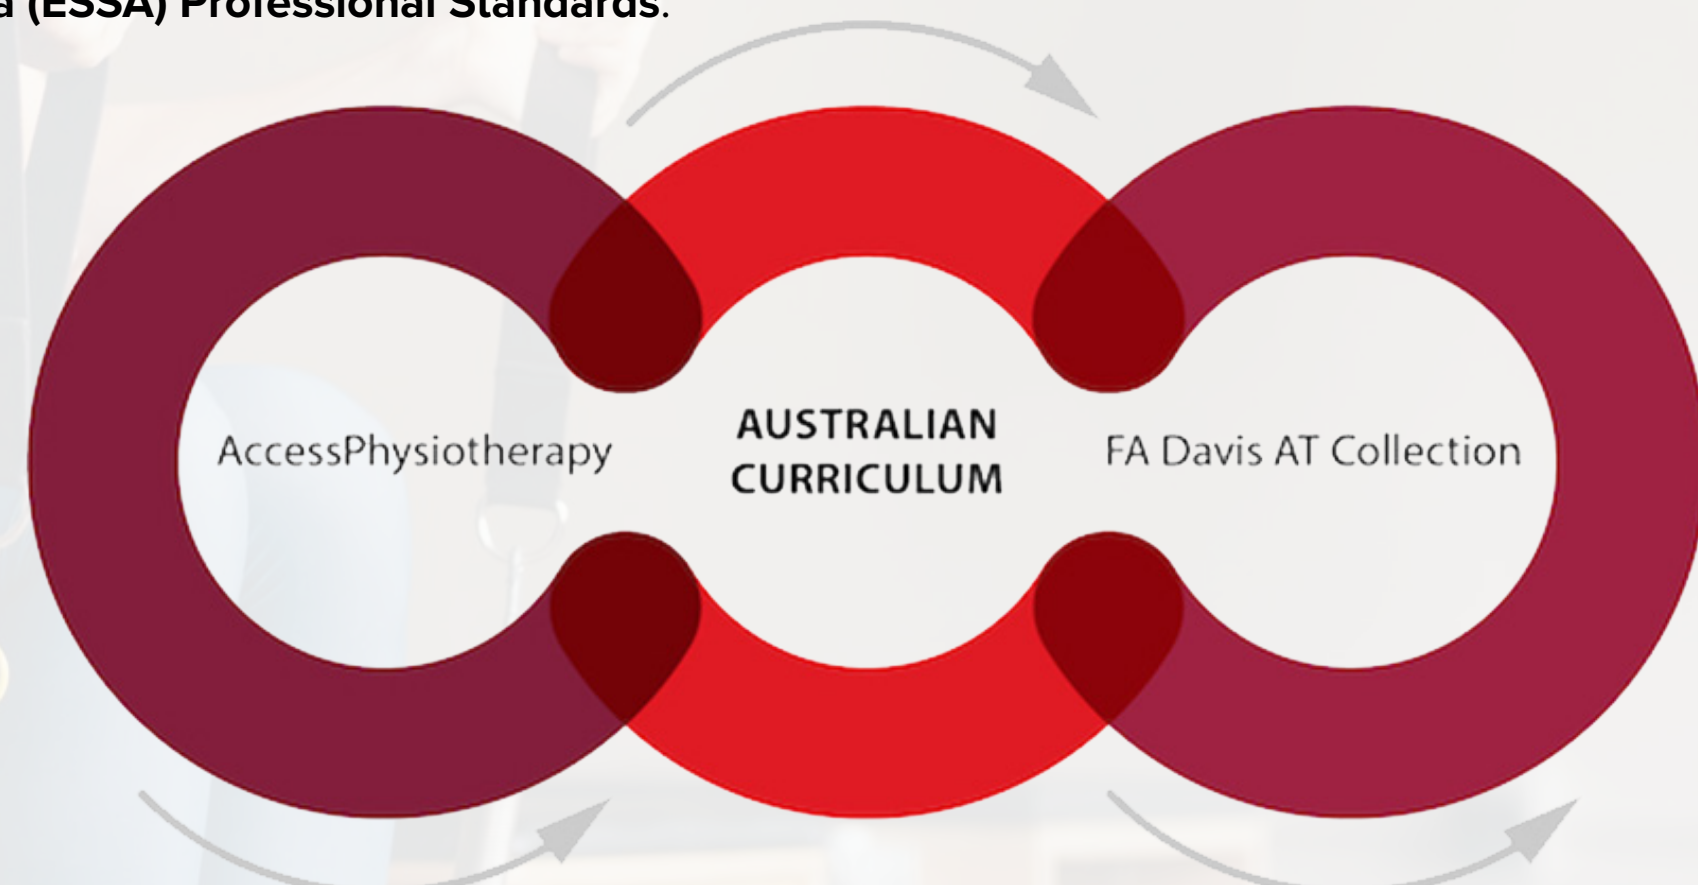 (ESSA) Professional Standards.
AccessPhysiotherapy
AUSTRALIAN
CURRICULUM
FA Davis AT Collection